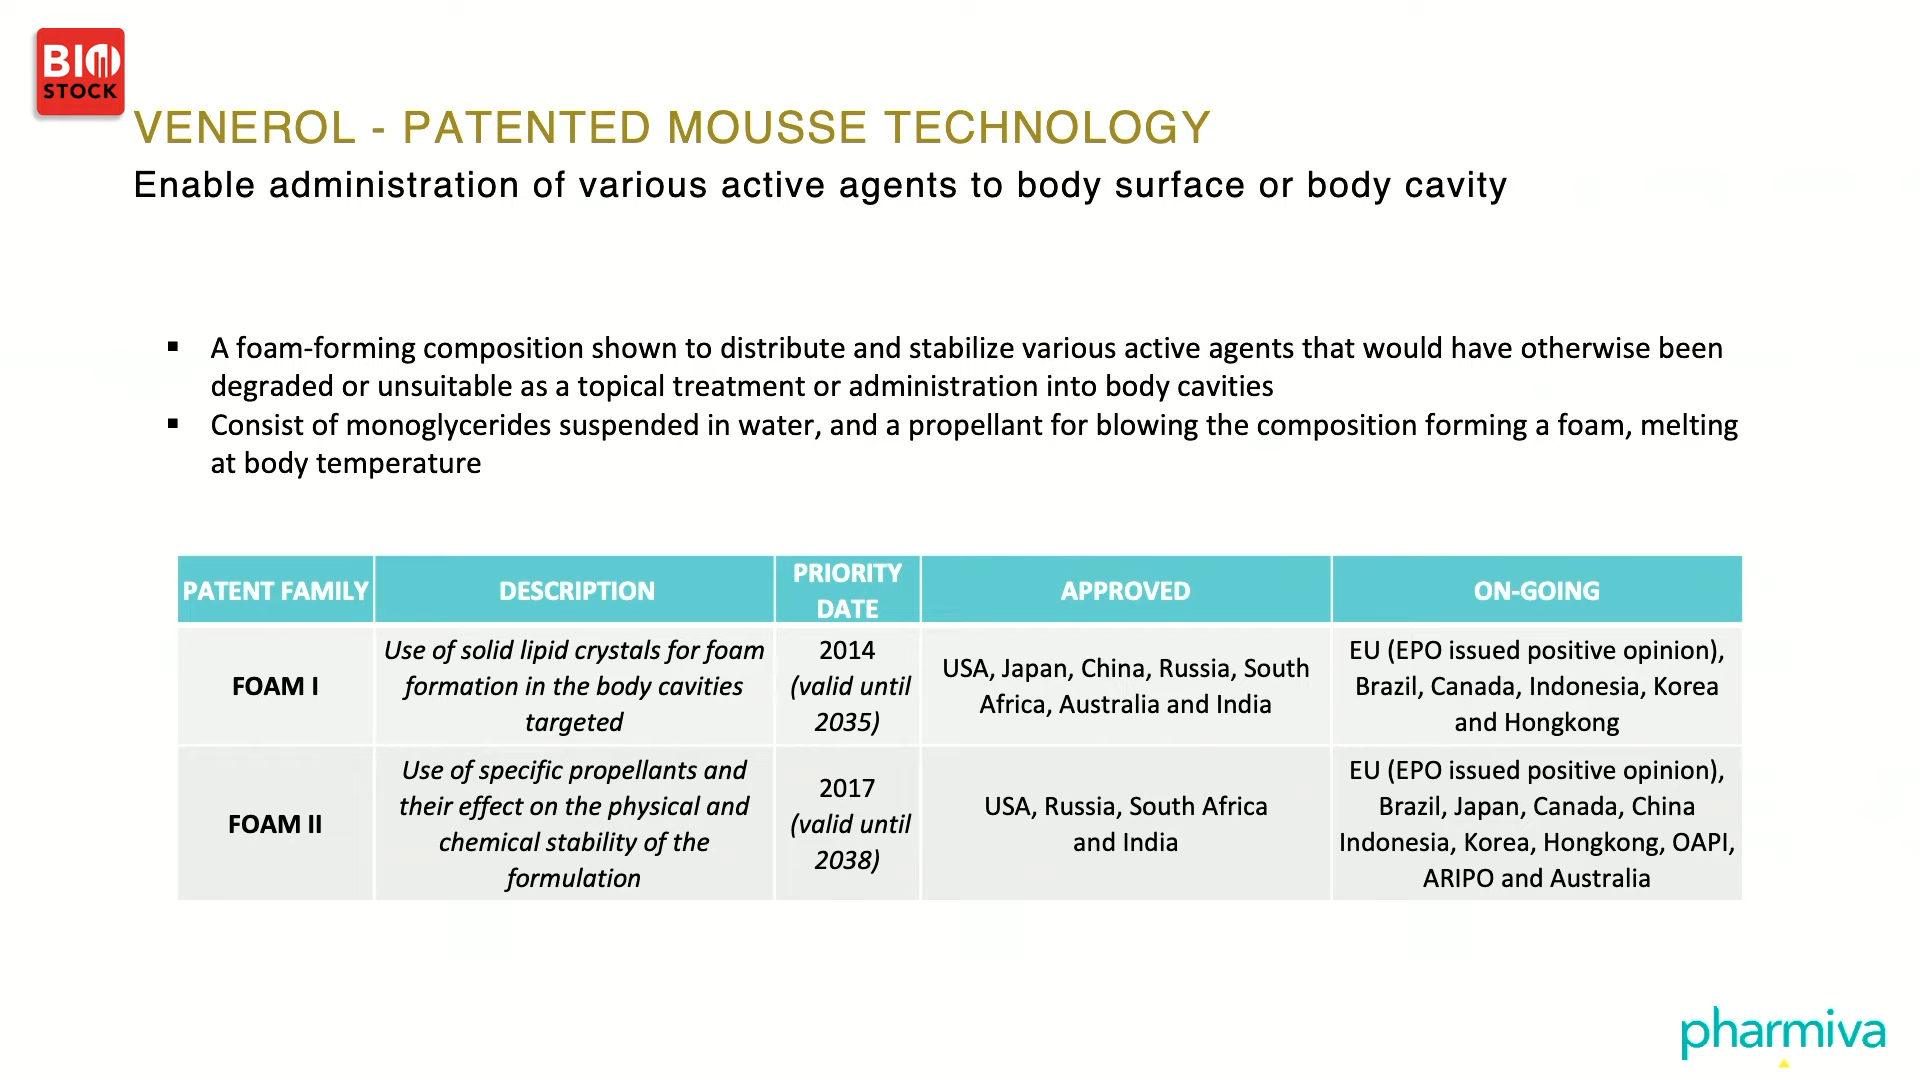 BIO
STOCK
VENEROL - PATENTED MOUSSE TECHNOLOGY
Enable administration of various active agents to body surface or body cavity
▪ A foam-forming composition shown to distribute and stabilize various active agents that would have otherwise been
degraded or unsuitable as a topical treatment or administration into body cavities
▪ Consist of monoglycerides suspended in water, and a propellant for blowing the composition forming a foam, melting
at body temperature
PATENT FAMILY
DESCRIPTION
PRIORITY
DATE
APPROVED
ON-GOING
FOAM I
Use of solid lipid crystals for foam
formation in the body cavities
targeted
2014
(valid until
2035)
USA, Japan, China, Russia, South
Africa, Australia and India
EU (EPO issued positive opinion),
Brazil, Canada, Indonesia, Korea
and Hongkong
FOAM II
Use of specific propellants and
their effect on the physical and
chemical stability of the
formulation
2017
(valid until
2038)
USA, Russia, South Africa
and India
EU (EPO issued positive opinion),
Brazil, Japan, Canada, China
Indonesia, Korea, Hongkong, OAPI,
ARIPO and Australia
pharmiva